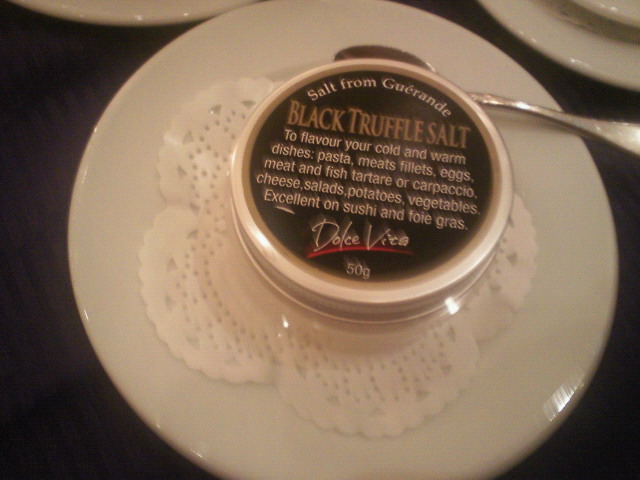 Salt from Guérande
BLACK TRUFFLE SALT
To flavour your cold and warm
dishes: pasta, meats fillets, eggs,
meat and fish tartare or carpaccio,
cheese,salads,potatoes, vegetables.
Excellent on sushi and foie gras.
Dolce Vita
50g